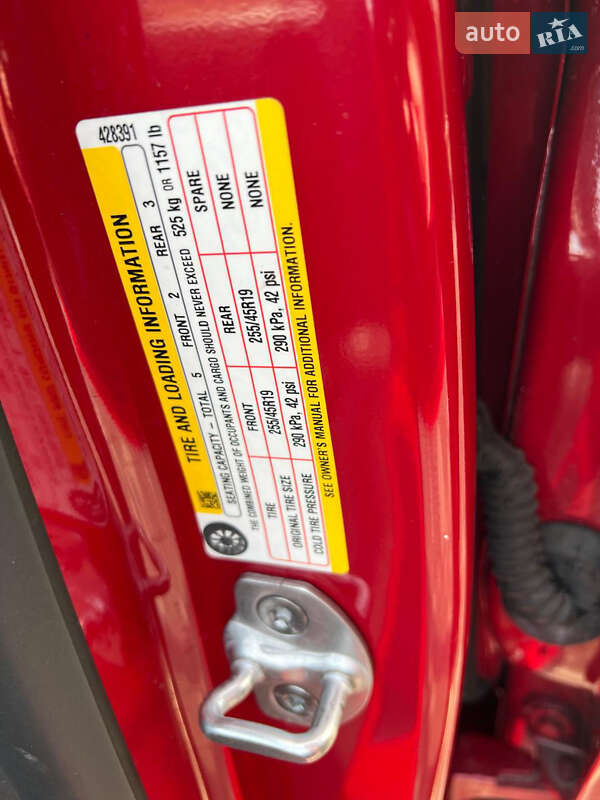 auto RIA.com
428391
TIRE AND LOADING INFORMATION
SEATING CAPACITY – TOTAL 5 FRONT 2 REAR 3
THE COMBINED WEIGHT OF OCCUPANTS AND CARGO SHOULD NEVER EXCEED 525 kg OR 1157 lb
TIRE FRONT REAR SPARE
ORIGINAL TIRE SIZE 255/45R19 255/45R19 NONE
COLD TIRE PRESSURE 290 kPa, 42 psi 290 kPa, 42 psi NONE
SEE OWNER'S MANUAL FOR ADDITIONAL INFORMATION.